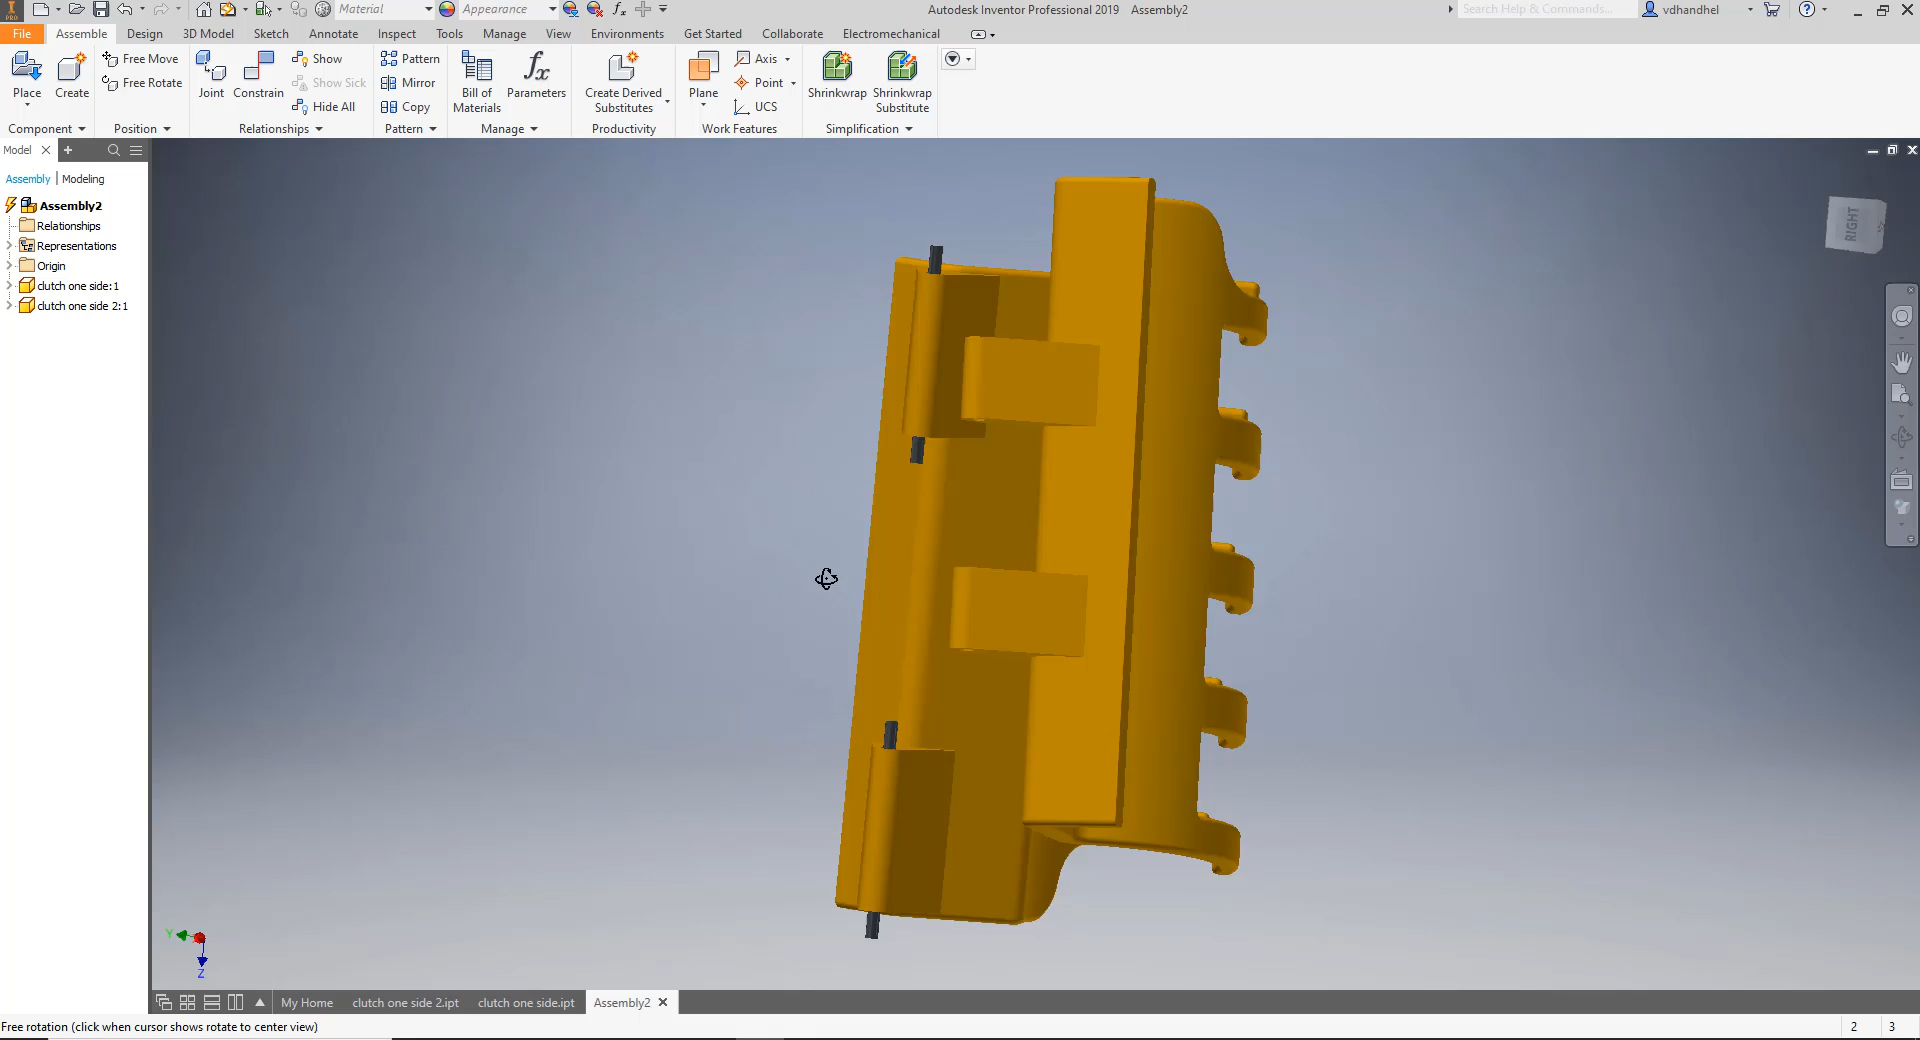 PRO
Material
Appearance
fx
Autodesk Inventor Professional 2019 Assembly2
Search Help & Commands...
vdhandhel
File Assemble Design 3D Model Sketch Annotate Inspect Tools Manage View Environments Get Started Collaborate Electromechanical
Place
Create
Free Move
Free Rotate
Joint
Constrain
Show
Show Sick
Hide All
Pattern
Mirror
Copy
Bill of
Materials
fx
Parameters
Create Derived
Substitutes
Plane
Axis
Point
UCS
Shrinkwrap
Shrinkwrap
Substitute
Component Position Relationships Pattern Manage Productivity Work Features Simplification
Model
Assembly | Modeling
Assembly2
Relationships
Representations
Origin
clutch one side:1
clutch one side 2:1
RIGHT
Y
Z
My Home clutch one side 2.ipt clutch one side.ipt Assembly2
Free rotation (click when cursor shows rotate to center view)
2 3